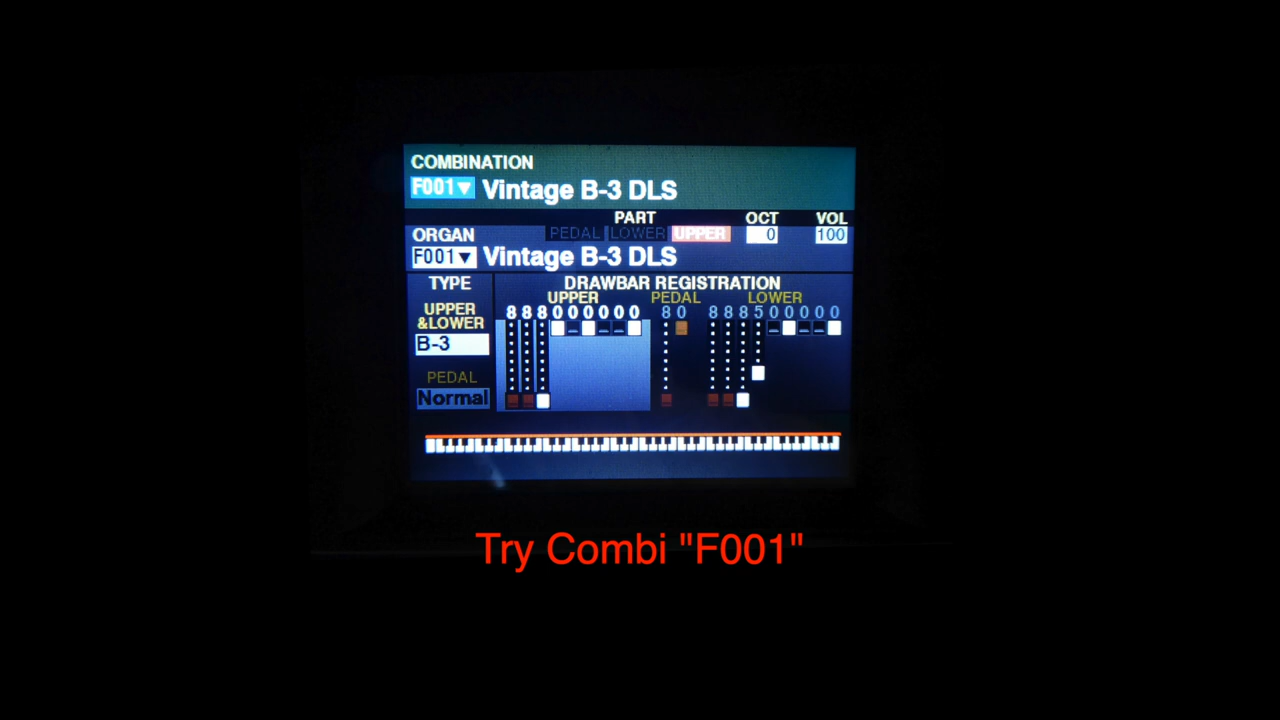 COMBINATION
F001▼ Vintage B-3 DLS
PART OCT VOL
ORGAN PEDAL LOWER UPPER 0 100
F001▼ Vintage B-3 DLS
TYPE DRAWBAR REGISTRATION
UPPER PEDAL LOWER
UPPER 888000000 80 888500000
&LOWER
B-3
PEDAL
Normal
Try Combi "F001"